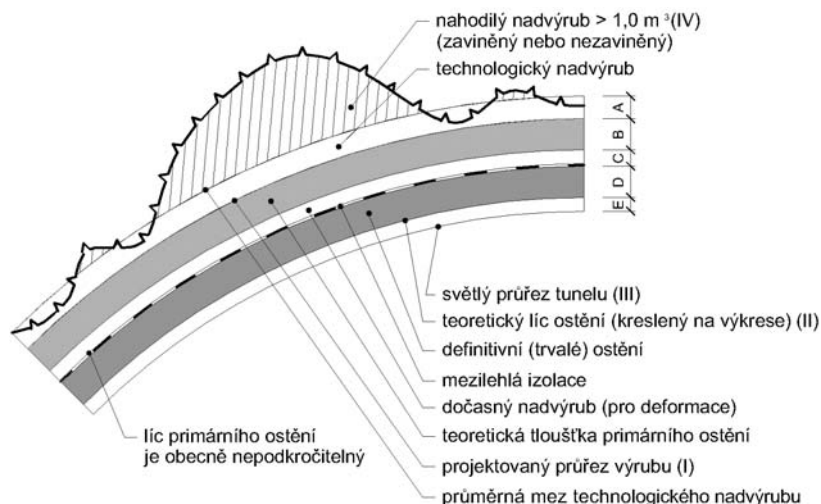 nahodilý nadvýrub > 1,0 m ³(IV)
(zaviněný nebo nezaviněný)
technologický nadvýrub
A
B
C
D
E
světlý průřez tunelu (III)
teoretický líc ostění (kreslený na výkrese) (II)
definitivní (trvalé) ostění
mezilehlá izolace
dočasný nadvýrub (pro deformace)
teoretická tloušťka primárního ostění
projektovaný průřez výrubu (I)
průměrná mez technologického nadvýrubu
líc primárního ostění
je obecně nepodkročitelný